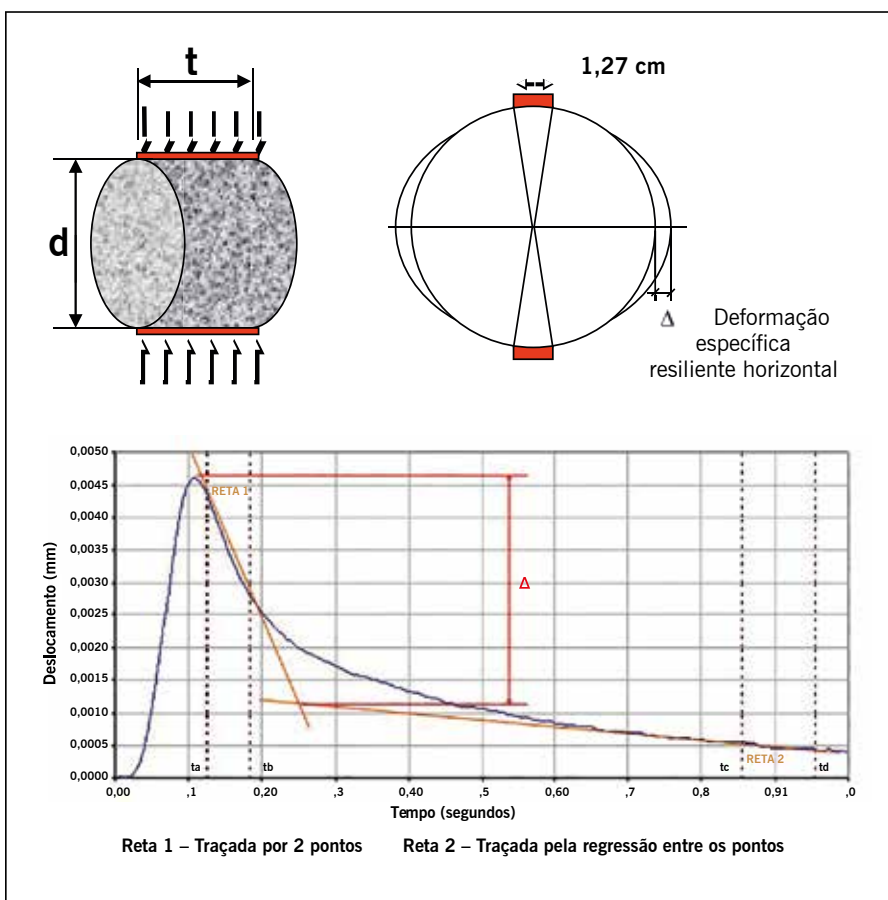 t
1,27 cm
d
Δ Deformação
específica
resiliente horizontal
0,0050
0,0045
0,0040
0,0035
0,0030
0,0025
0,0020
0,0015
0,0010
0,0005
0,0000
Deslocamento (mm)
RETA 1
Δ
ta
tb
tc
RETA 2
td
0,00 ,1 0,20 ,3 0,40 ,5 0,60 ,7 0,80 0,91 ,0
Tempo (segundos)
Reta 1 – Traçada por 2 pontos Reta 2 – Traçada pela regressão entre os pontos